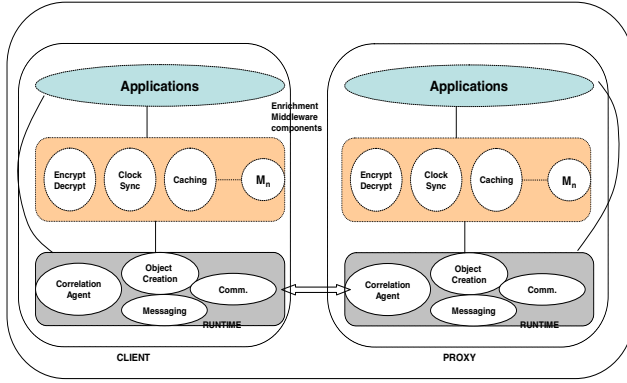 Applications
Enrichment
Middleware
components
Encrypt
Decrypt
Clock
Sync
Caching
Mn
Correlation
Agent
Object
Creation
Comm.
Messaging
RUNTIME
CLIENT
Applications
Encrypt
Decrypt
Clock
Sync
Caching
Mn
Correlation
Agent
Object
Creation
Comm.
Messaging
RUNTIME
PROXY